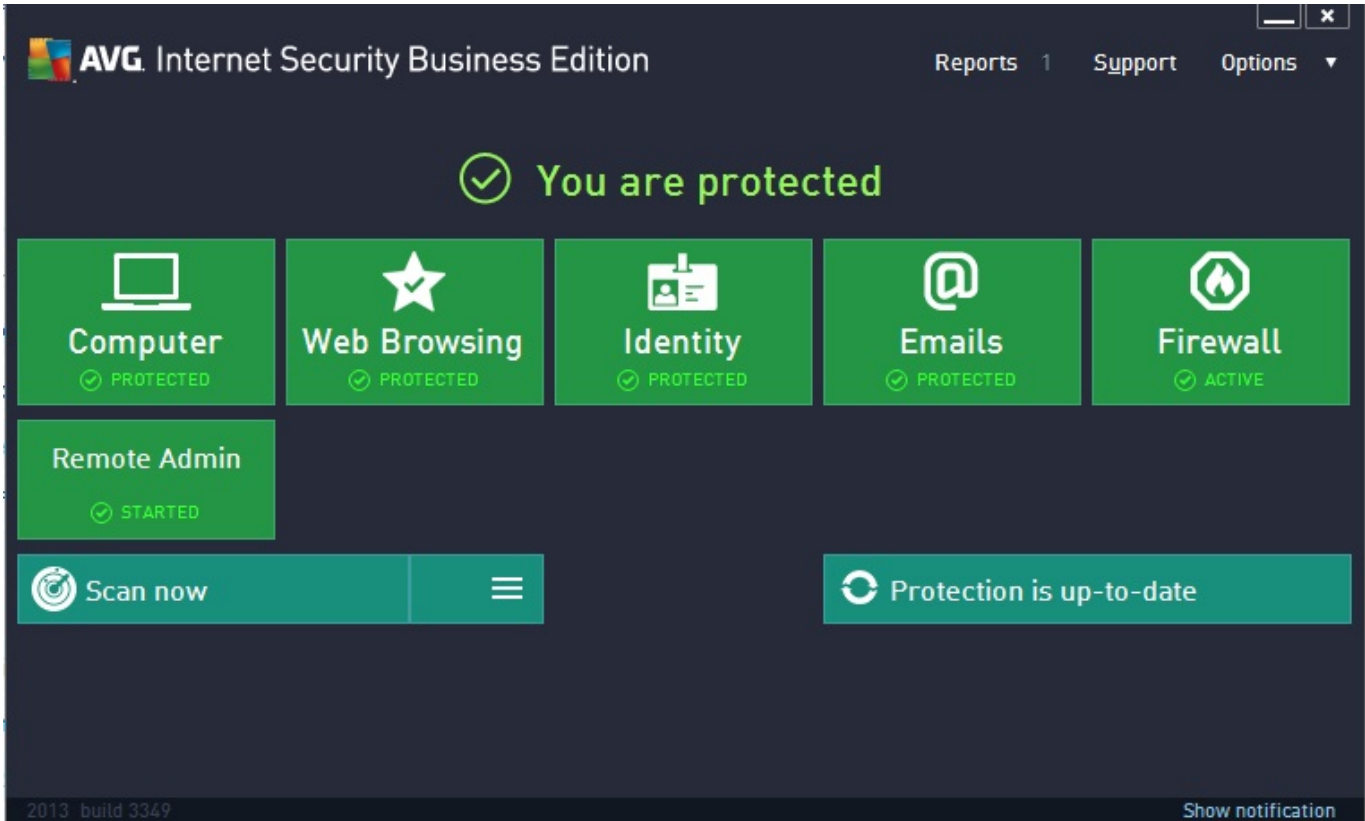 AVG. Internet Security Business Edition
Reports 1 Support Options
You are protected
Computer
PROTECTED
Web Browsing
PROTECTED
Identity
PROTECTED
Emails
PROTECTED
Firewall
ACTIVE
Remote Admin
STARTED
Scan now
Protection is up-to-date
2013 build 3349
Show notification